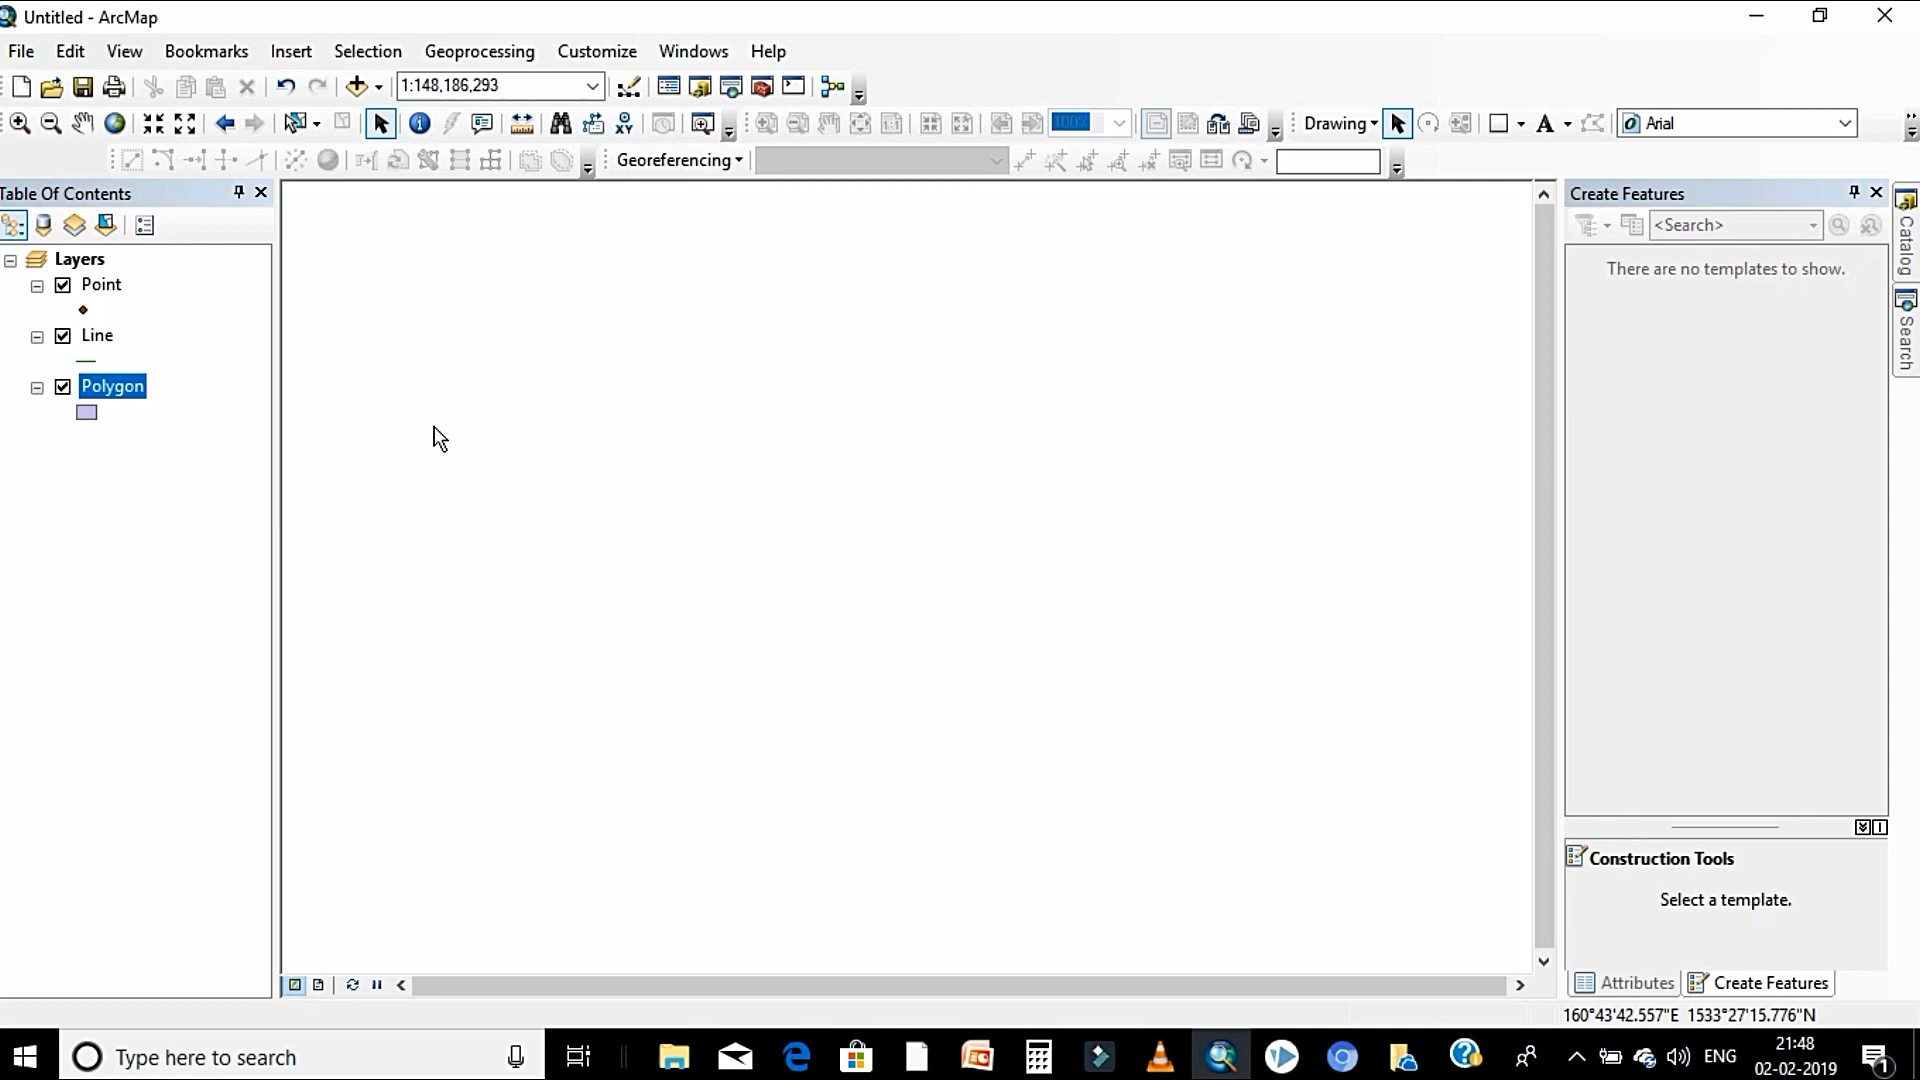 Untitled - ArcMap
File Edit View Bookmarks Insert Selection Geoprocessing Customize Windows Help
1:148,186,293
100% Drawing A Arial
Georeferencing
Table Of Contents
Layers
Point
Line
Polygon
Create Features
<Search>
There are no templates to show.
Catalog
Search
Construction Tools
Select a template.
Attributes Create Features
160°43'42.557"E 1533°27'15.776"N
Type here to search
ENG
21:48
02-02-2019
1